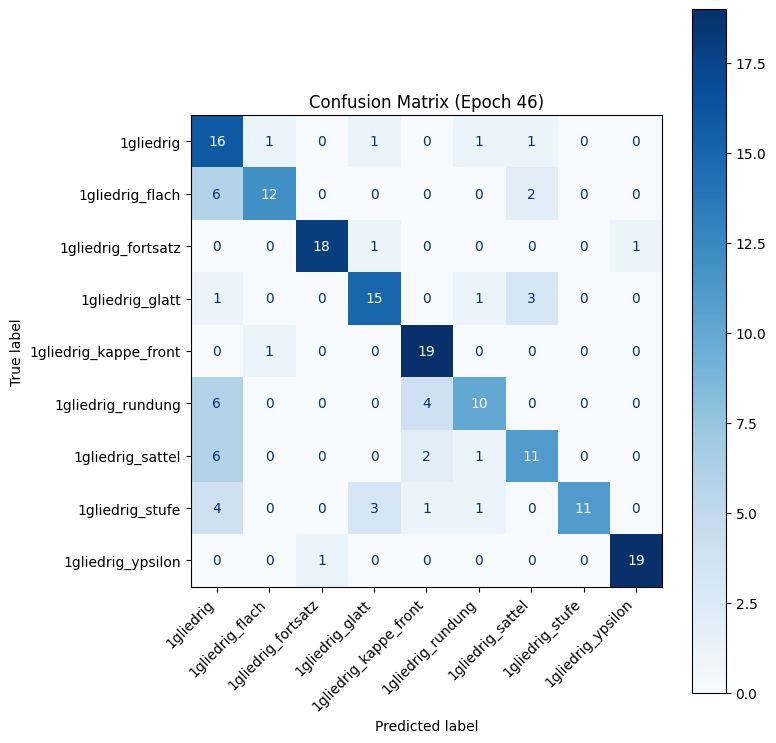 Confusion Matrix (Epoch 46)
True label
1gliedrig 16 1 0 1 0 1 1 0 0
1gliedrig_flach 6 12 0 0 0 0 2 0 0
1gliedrig_fortsatz 0 0 18 1 0 0 0 0 1
1gliedrig_glatt 1 0 0 15 0 1 3 0 0
1gliedrig_kappe_front 0 1 0 0 19 0 0 0 0
1gliedrig_rundung 6 0 0 0 4 10 0 0 0
1gliedrig_sattel 6 0 0 0 2 1 11 0 0
1gliedrig_stufe 4 0 0 3 1 1 0 11 0
1gliedrig_ypsilon 0 0 1 0 0 0 0 0 19
1gliedrig
1gliedrig_flach
1gliedrig_fortsatz
1gliedrig_glatt
1gliedrig_kappe_front
1gliedrig_rundung
1gliedrig_sattel
1gliedrig_stufe
1gliedrig_ypsilon
Predicted label
17.5
15.0
12.5
10.0
7.5
5.0
2.5
0.0